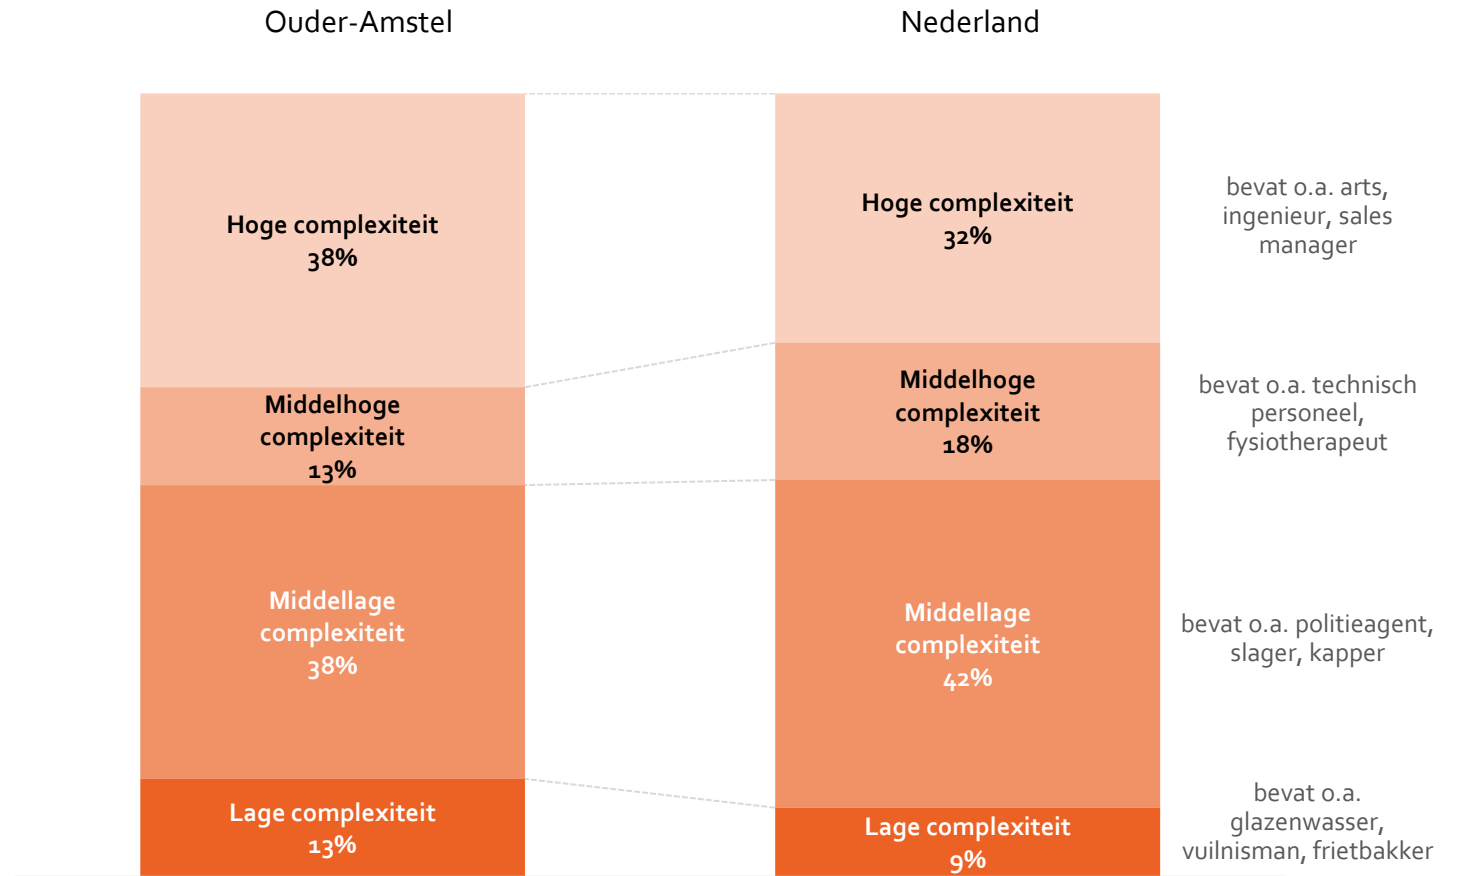 Ouder-Amstel
Nederland
Hoge complexiteit
38%
Middelhoge
complexiteit
13%
Middellage
complexiteit
38%
Lage complexiteit
13%
Hoge complexiteit
32%
Middelhoge
complexiteit
18%
Middellage
complexiteit
42%
Lage complexiteit
9%
bevat o.a. arts,
ingenieur, sales
manager
bevat o.a. technisch
personeel,
fysiotherapeut
bevat o.a. politieagent,
slager, kapper
bevat o.a.
glazenwasser,
vuilnisman, frietbakker